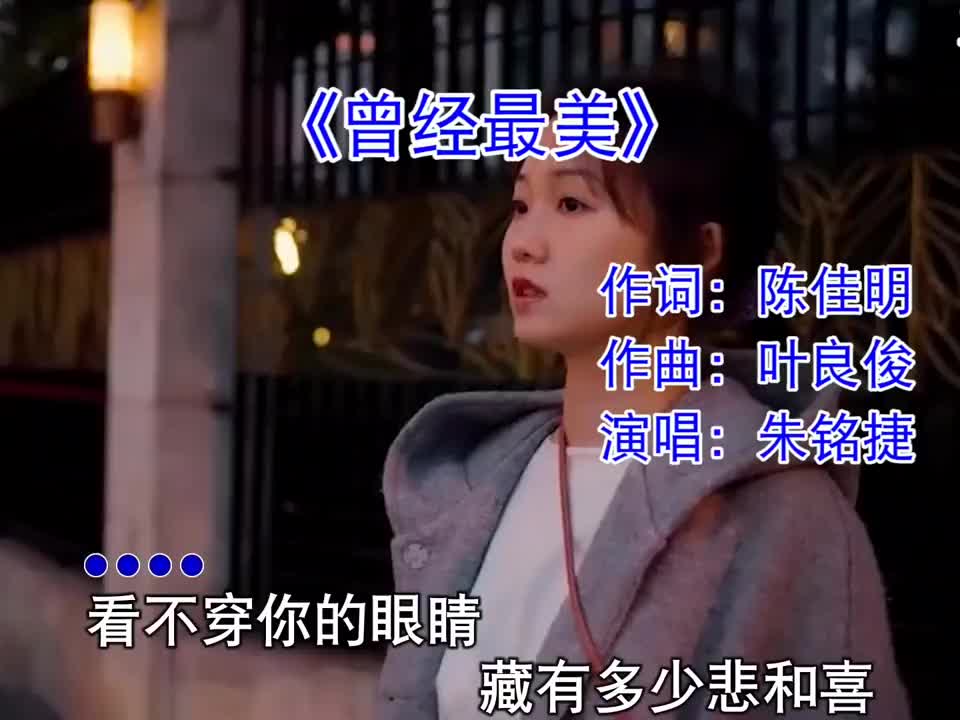 《曾经最美》
作词：陈佳明
作曲：叶良俊
演唱：朱铭捷
看不穿你的眼睛
藏有多少悲和喜